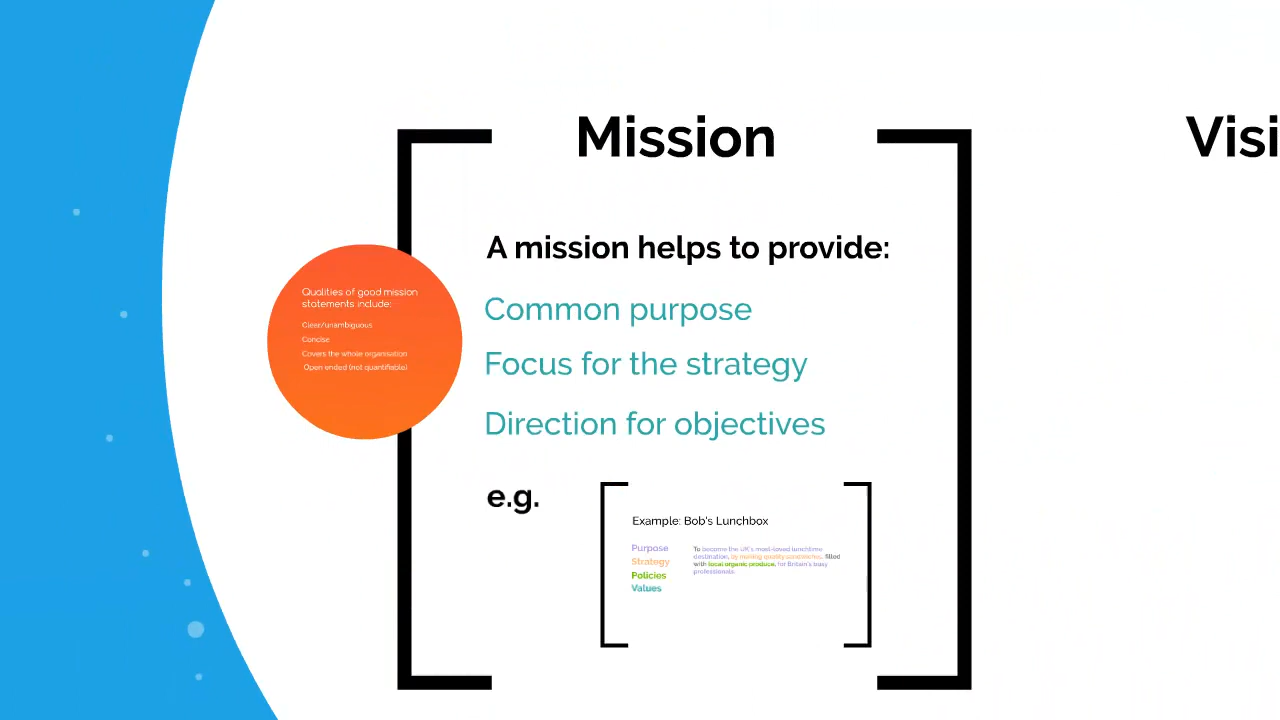 Mission
Visi
A mission helps to provide:
Common purpose
Focus for the strategy
Direction for objectives
e.g.
Qualities of good mission
statements include:
Clear/unambiguous
Concise
Covers the whole organisation
Open ended (not quantifiable)
Example: Bob's Lunchbox
Purpose
Strategy
Policies
Values
To become the UK's most-loved lunchtime
destination, by making quality sandwiches, filled
with local organic produce, for Britain's busy
professionals.